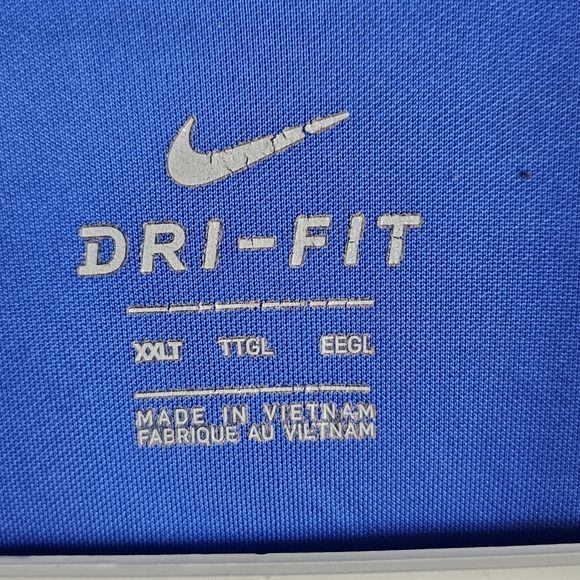 DRI-FIT
XXLT TTGL EEGL
MADE IN VIETNAM
FABRIQUE AU VIETNAM